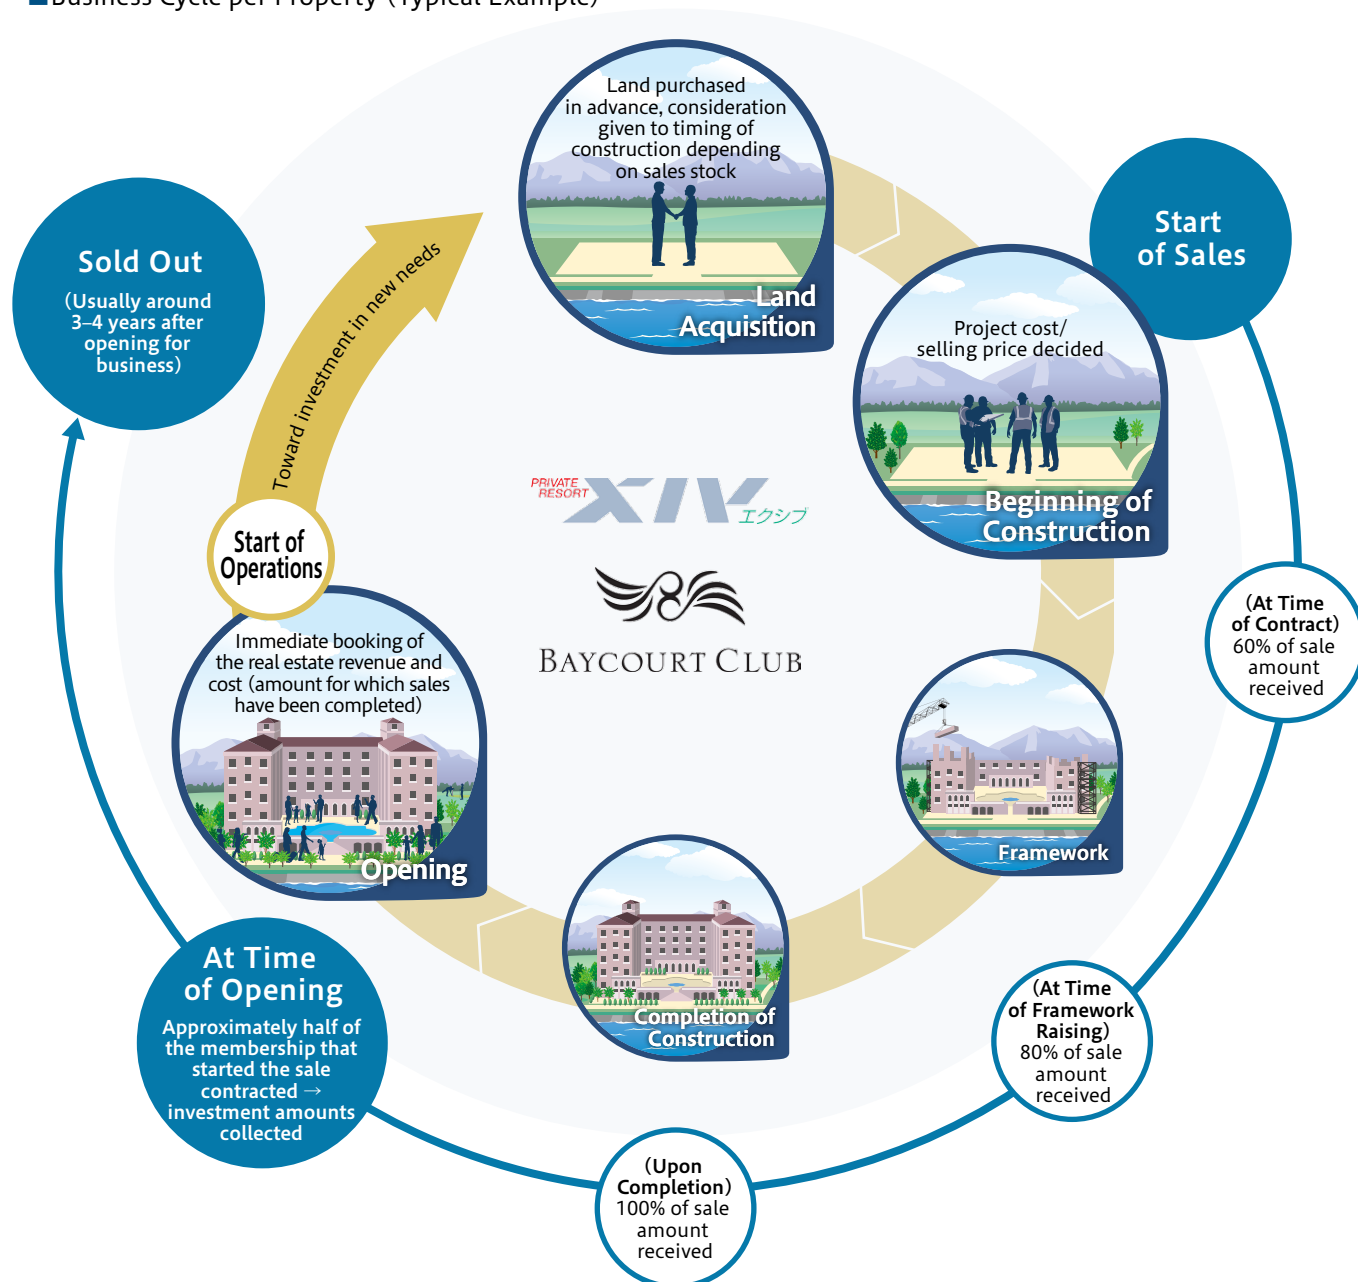 ■Business Cycle per Property (Typical Example)
Land purchased
in advance, consideration
given to timing of
construction depending
on sales stock
Land
Acquisition
Start
of Sales
Project cost/
selling price decided
Beginning of
Construction
(At Time
of Contract)
60% of sale
amount
received
Framework
(At Time
of Framework
Raising)
80% of sale
amount
received
Completion of
Construction
(Upon
Completion)
100% of sale
amount
received
Immediate booking of
the real estate revenue and
cost (amount for which sales
have been completed)
Opening
At Time
of Opening
Approximately half of
the membership that
started the sale
contracted →
investment amounts
collected
Start of
Operations
Toward investment in new needs
Sold Out
(Usually around
3–4 years after
opening for
business)
PRIVATE
RESORT
XIV
エクシブ
BAYCOURT CLUB